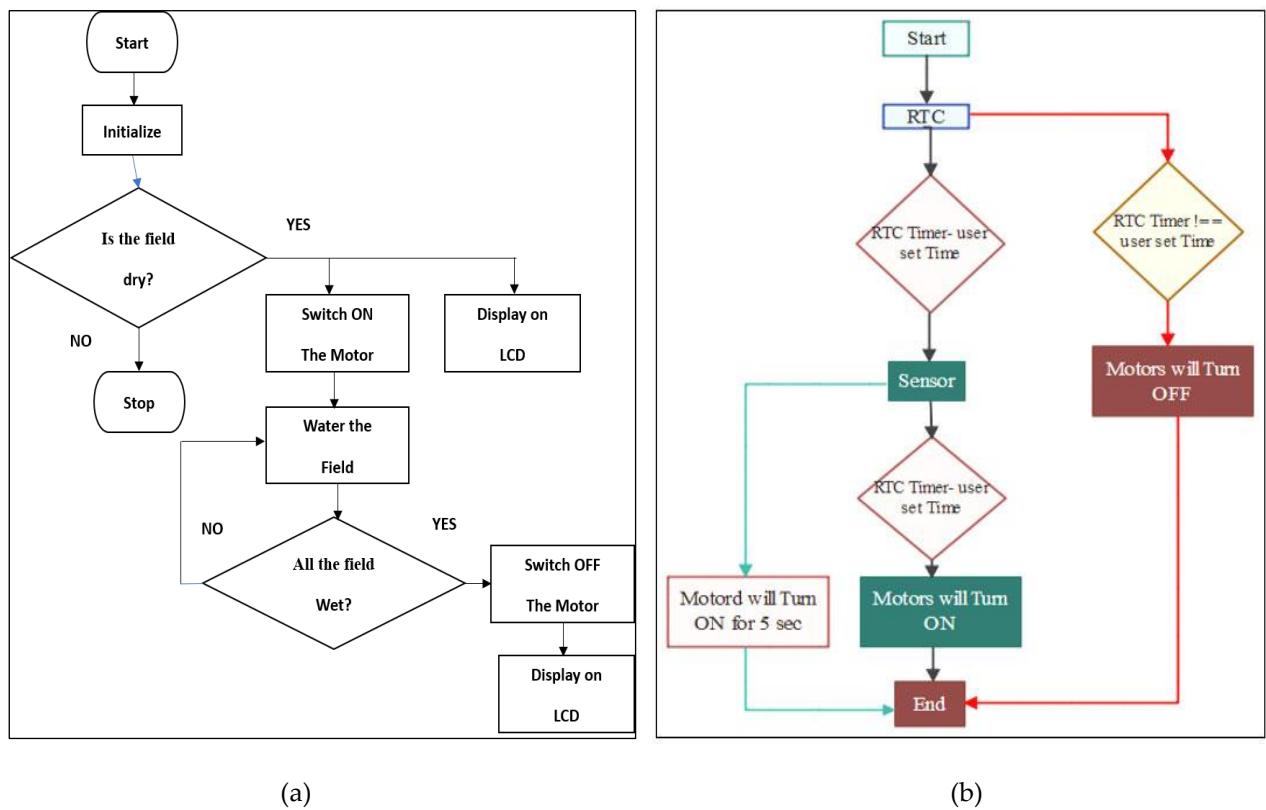 Start
Initialize
Is the field
dry?
YES
NO
Stop
Switch ON
The Motor
Display on
LCD
Water the
Field
NO
YES
All the field
Wet?
Switch OFF
The Motor
Display on
LCD
(a)
Start
RTC
RTC Timer- user
set Time
RTC Timer !==
user set Time
Sensor
Motors will Turn
OFF
RTC Timer- user
set Time
Motord will Turn
ON for 5 sec
Motors will Turn
ON
End
(b)